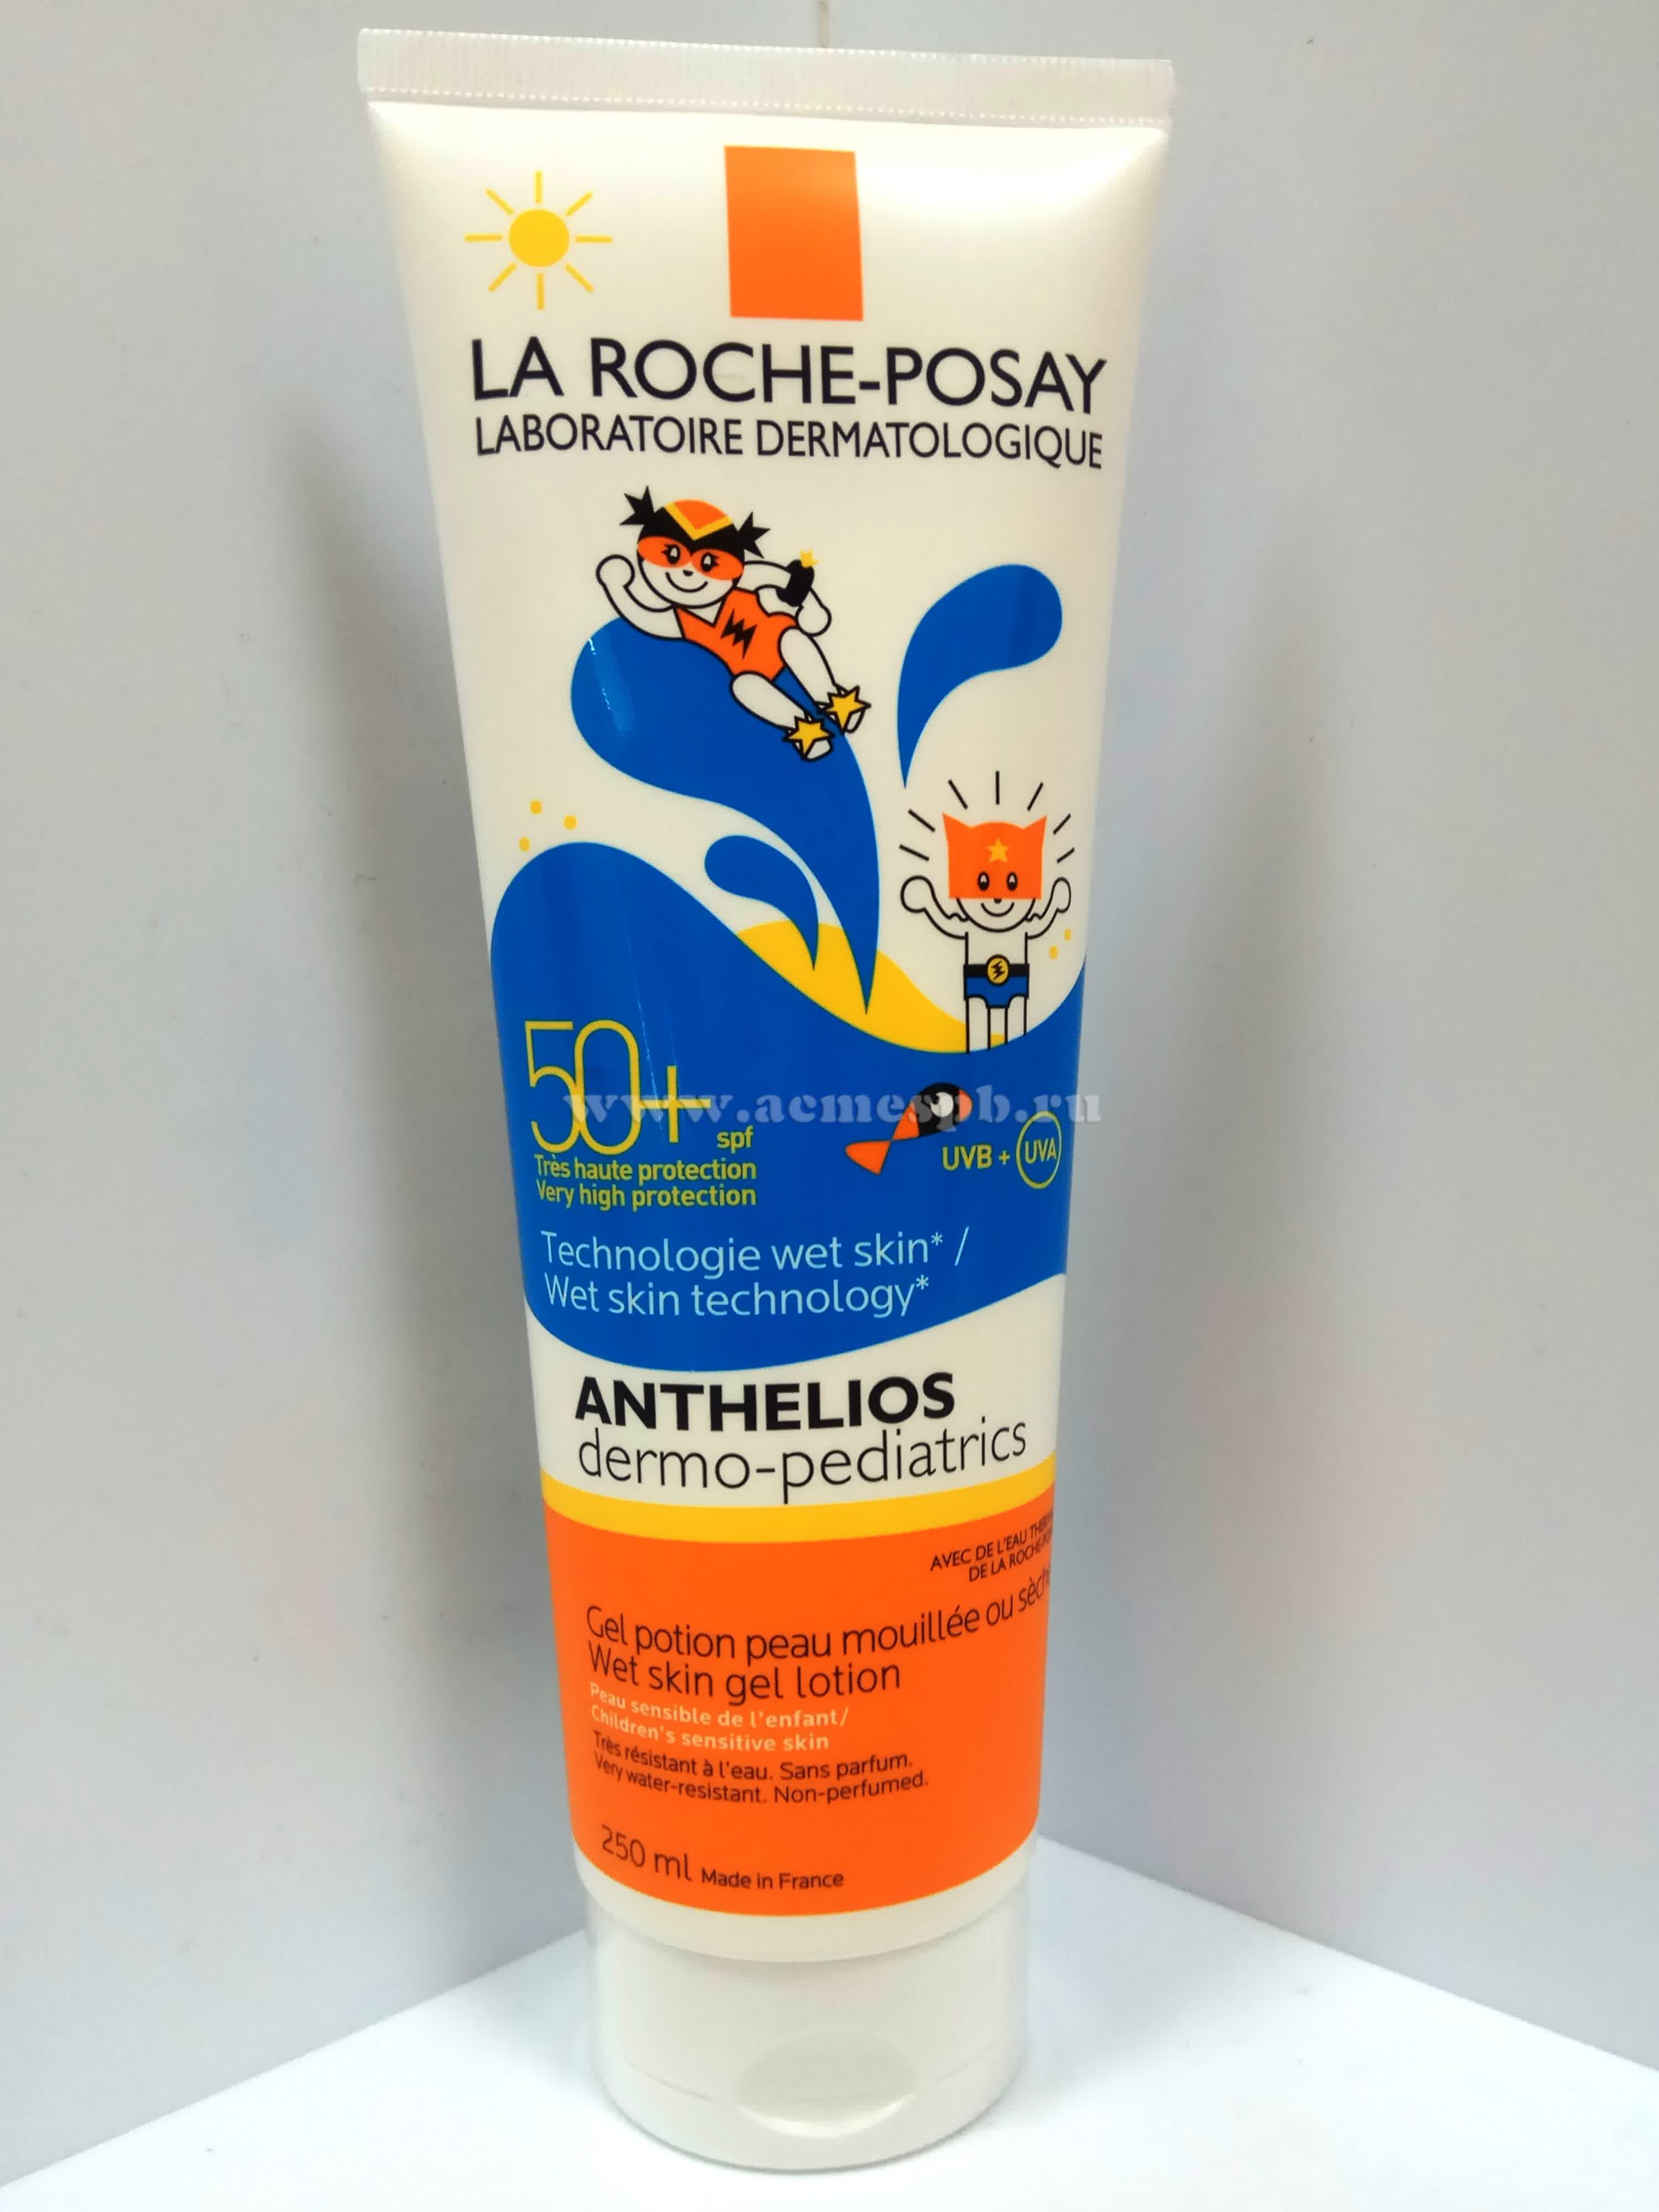 LA ROCHE-POSAY
LABORATOIRE DERMATOLOGIQUE
50+ spf
Très haute protection
Very high protection
www.acmespb.ru
UVB + UVA
Technologie wet skin* /
Wet skin technology*
ANTHELIOS
dermo-pediatrics
AVEC DE L'EAU
DE LA
Gel potion peau mouillée ou
Wet skin gel lotion
Peau sensible de l'enfant/
Children's sensitive skin
Très résistant à l'eau. Sans parfum.
Very water-resistant. Non-perfumed.
250 ml Made in France